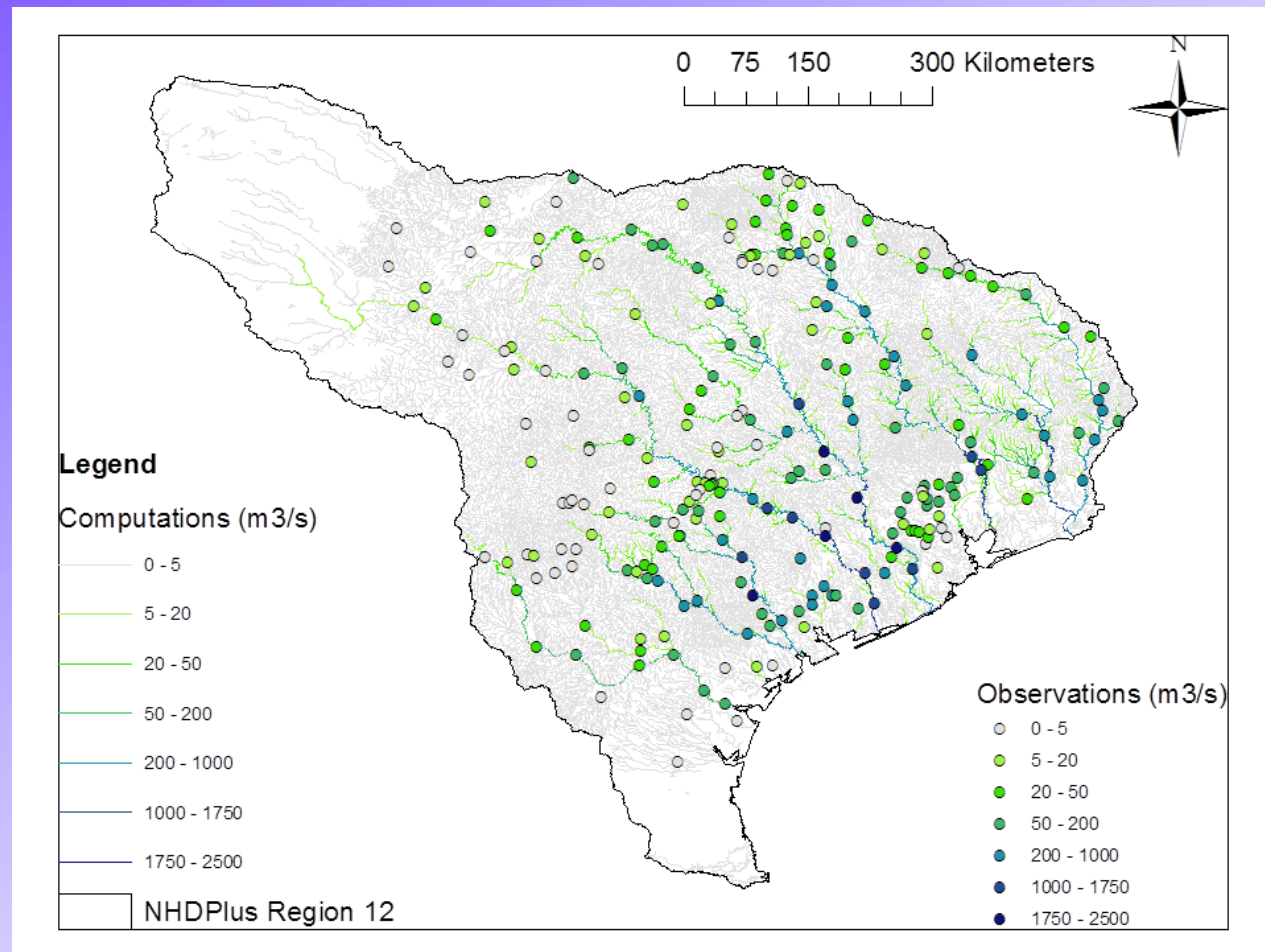 N
0 75 150 300 Kilometers
Legend
Computations (m3/s)
0 - 5
5 - 20
20 - 50
50 - 200
200 - 1000
1000 - 1750
1750 - 2500
NHDPlus Region 12
Observations (m3/s)
0 - 5
5 - 20
20 - 50
50 - 200
200 - 1000
1000 - 1750
1750 - 2500